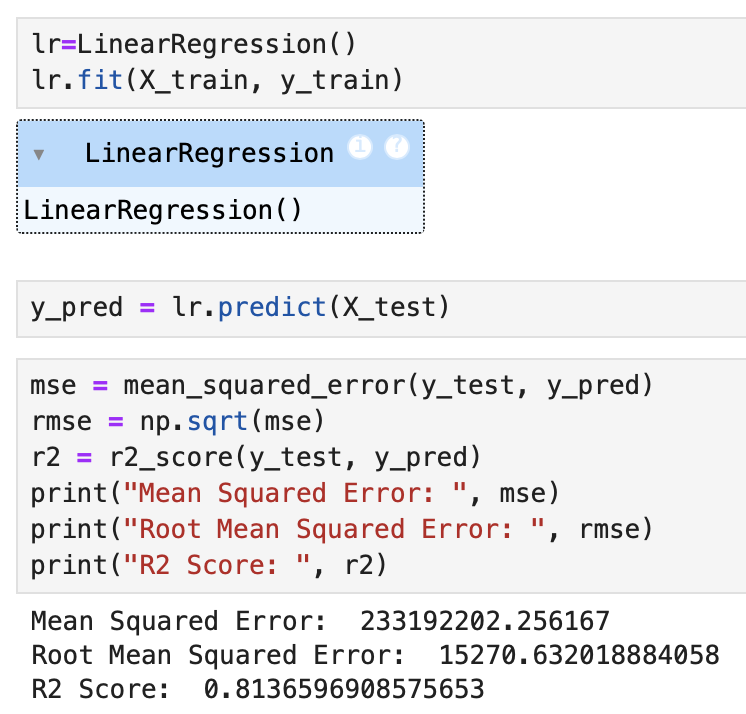 lr=LinearRegression()
lr.fit(X_train, y_train)
▼ LinearRegression i ?
LinearRegression()
y_pred = lr.predict(X_test)
mse = mean_squared_error(y_test, y_pred)
rmse = np.sqrt(mse)
r2 = r2_score(y_test, y_pred)
print("Mean Squared Error: ", mse)
print("Root Mean Squared Error: ", rmse)
print("R2 Score: ", r2)
Mean Squared Error:  233192202.256167
Root Mean Squared Error:  15270.632018884058
R2 Score:  0.8136596908575653